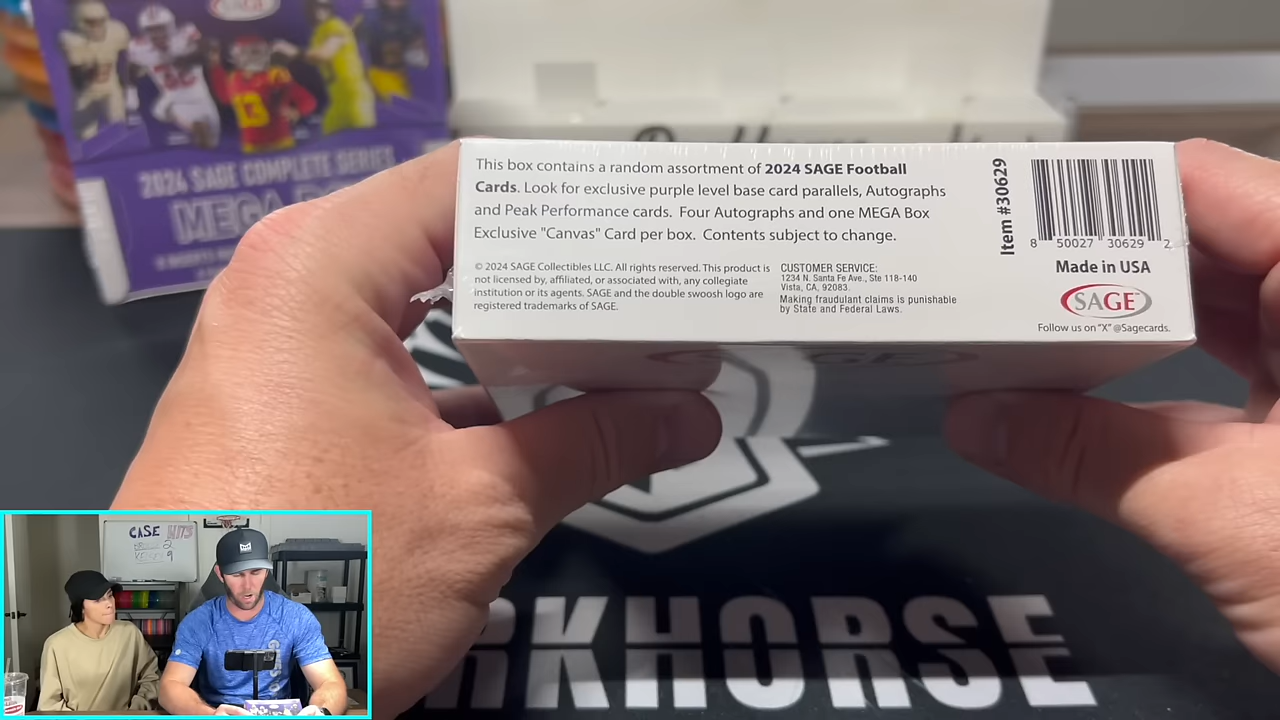 SAGE
13
2024 SAGE COMPLETE SERIES
MEGA
This box contains a random assortment of 2024 SAGE Football
Cards. Look for exclusive purple level base card parallels, Autographs
and Peak Performance cards. Four Autographs and one MEGA Box
Exclusive "Canvas" Card per box. Contents subject to change.
© 2024 SAGE Collectibles LLC. All rights reserved. This product is
not licensed by, affiliated, or associated with, any collegiate
institution or its agents. SAGE and the double swoosh logo are
registered trademarks of SAGE.
CUSTOMER SERVICE:
1234 N. Santa Fe Ave., Ste 118-140
Vista, CA, 92083.
Making fraudulant claims is punishable
by State and Federal Laws.
Item #30629
8 50027 30629 2
Made in USA
SAGE
Follow us on "X" @Sagecards.
SAGE
RKHORSE
CASE HITS
2
9